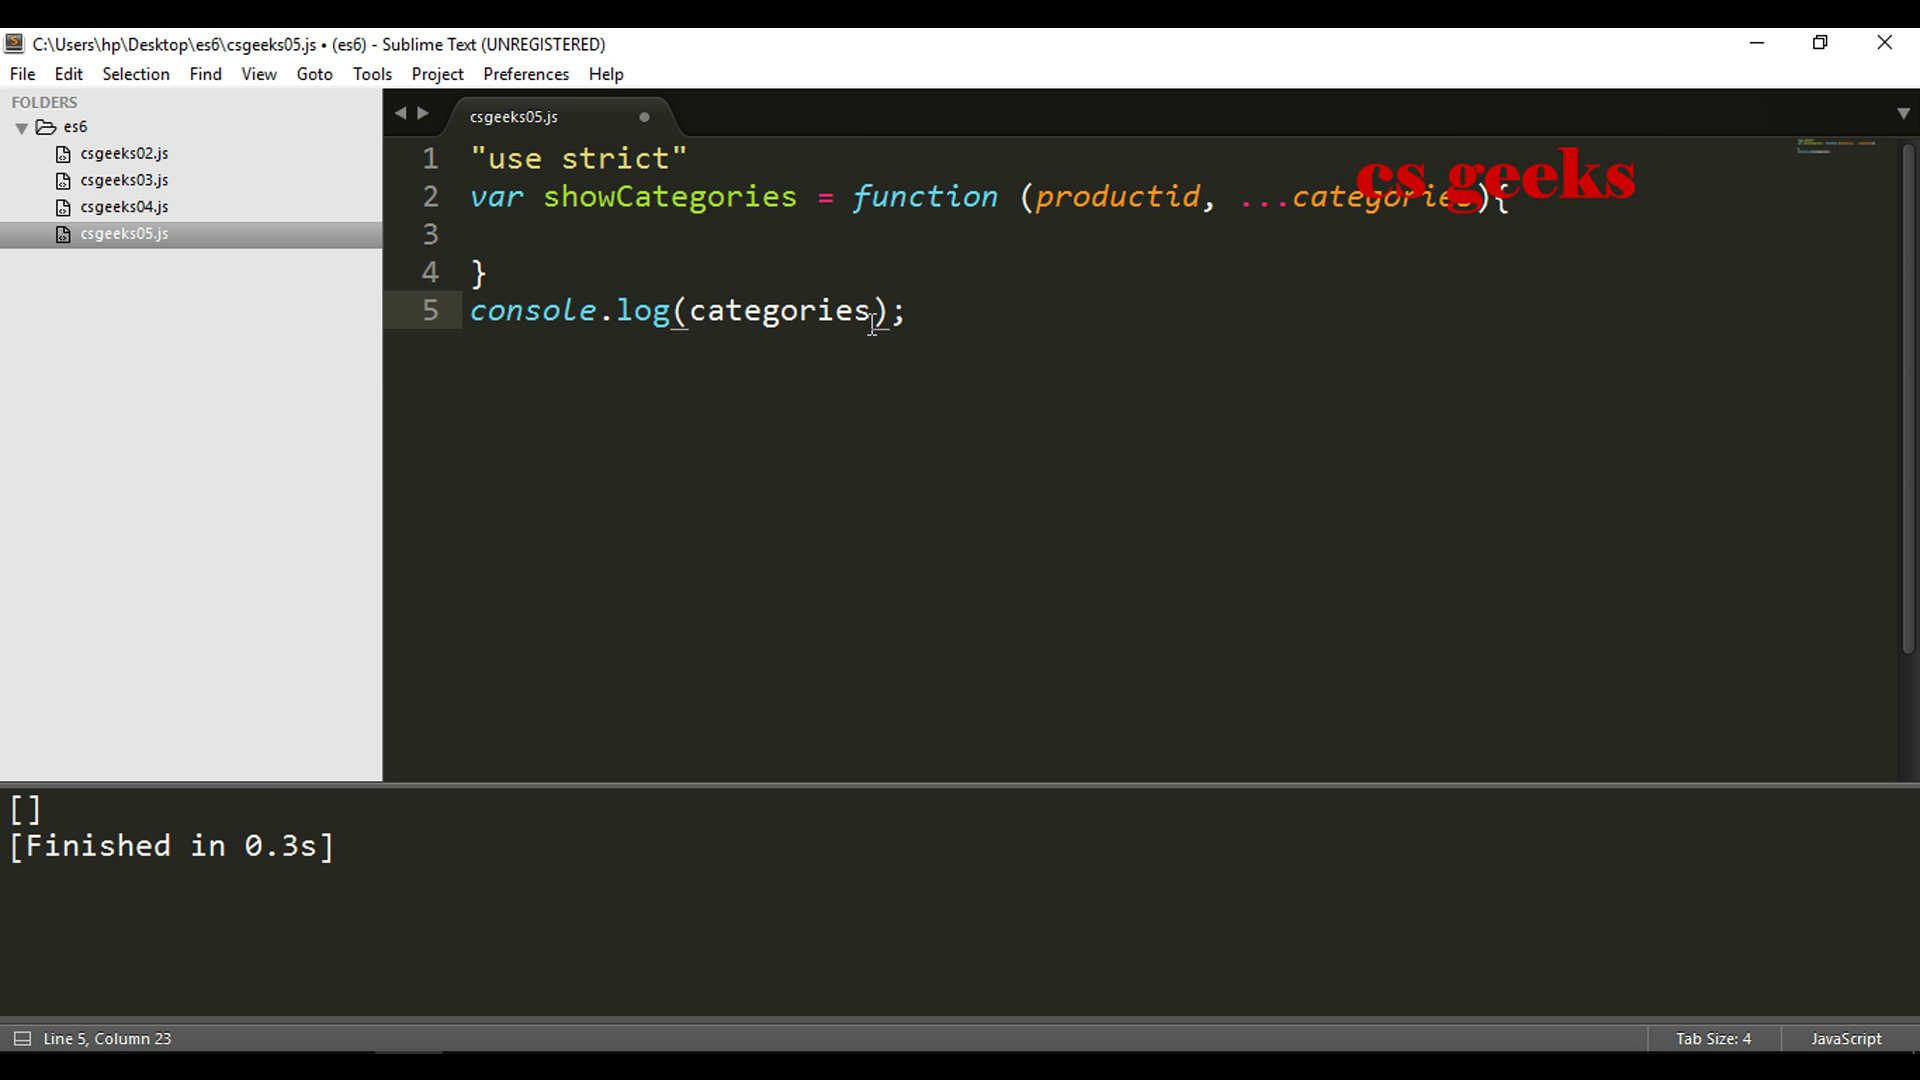 C:\Users\hp\Desktop\es6\csgeeks05.js • (es6) - Sublime Text (UNREGISTERED)
File Edit Selection Find View Goto Tools Project Preferences Help
FOLDERS
es6
csgeeks02.js
csgeeks03.js
csgeeks04.js
csgeeks05.js
csgeeks05.js
cs geeks
1 "use strict"
2 var showCategories = function (productid, ...categories){
3
4 }
5 console.log(categories);
[]
[Finished in 0.3s]
Line 5, Column 23 Tab Size: 4 JavaScript